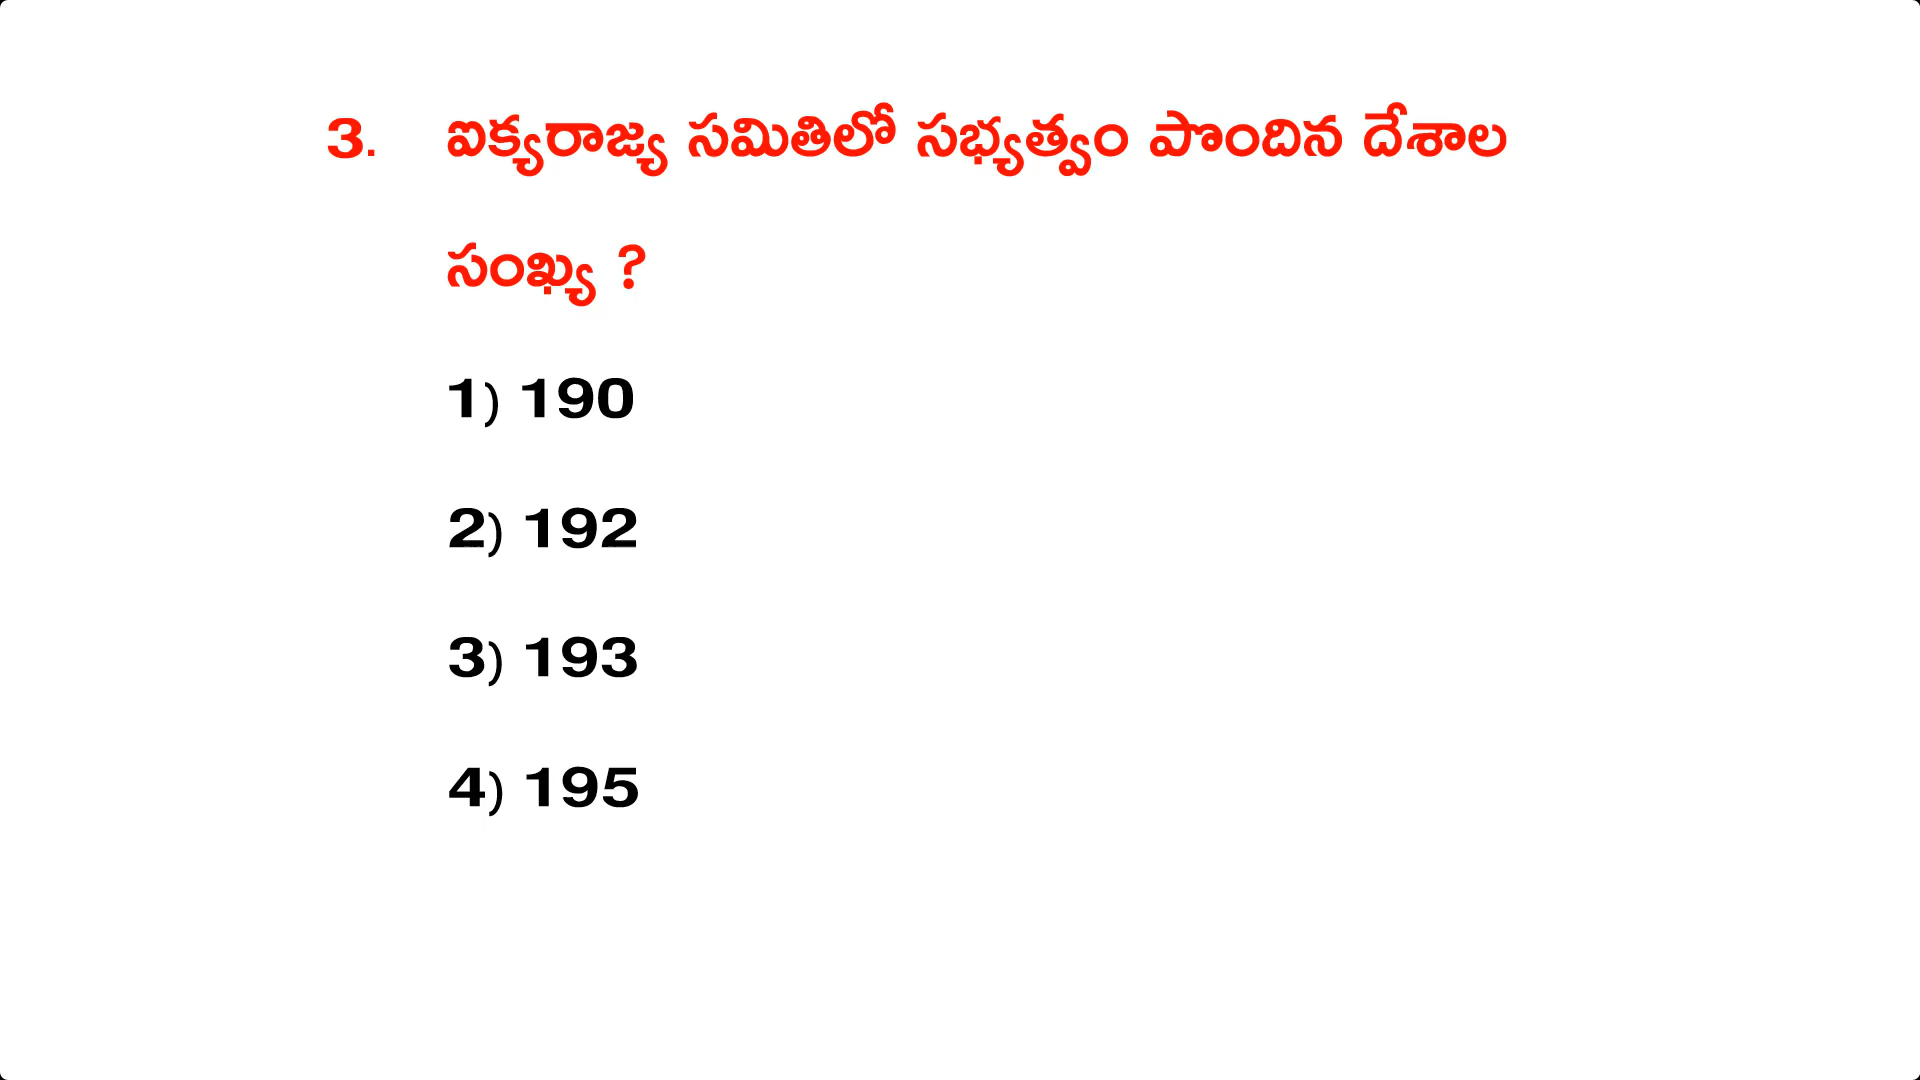 3. ఐక్యరాజ్య సమితిలో సభ్యత్వం పొందిన దేశాల
సంఖ్య ?
1) 190
2) 192
3) 193
4) 195